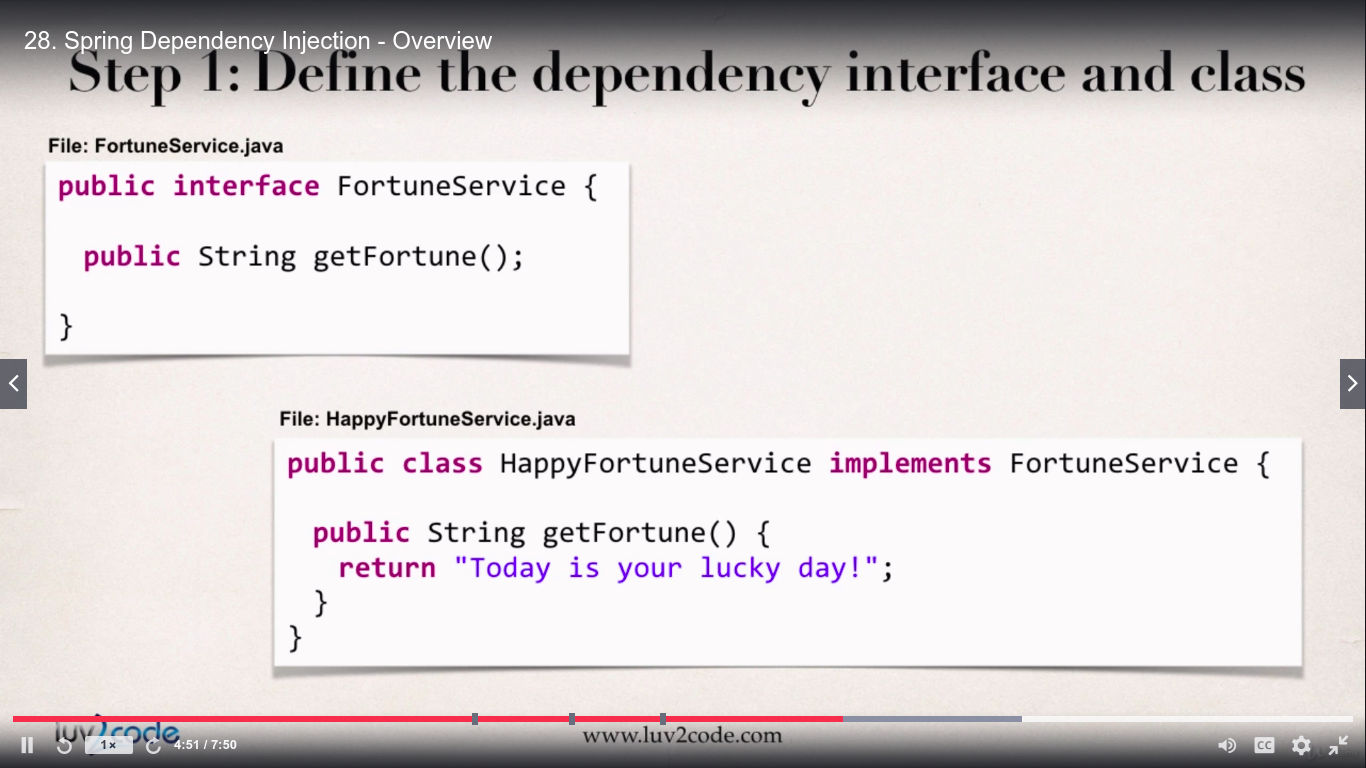 28. Spring Dependency Injection - Overview
Step 1: Define the dependency interface and class
File: FortuneService.java
public interface FortuneService {
public String getFortune();
}
File: HappyFortuneService.java
public class HappyFortuneService implements FortuneService {
public String getFortune() {
return "Today is your lucky day!";
}
}
luv2code
www.luv2code.com
1×
4:51 / 7:50
CC